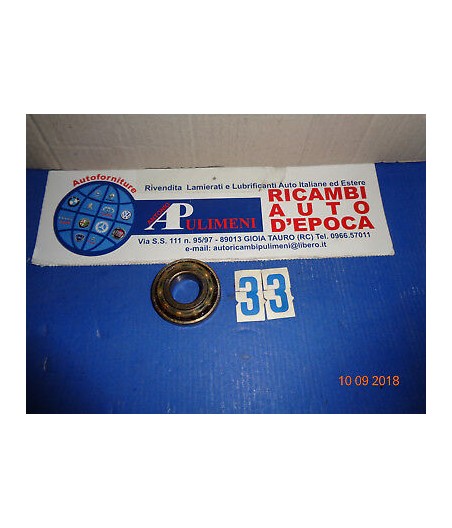 Autoforniture
Rivendita Lamierati e Lubrificanti Auto Italiane ed Estere
PULIMENI
RICAMBI
AUTO
D'EPOCA
Via S.S. 111 n. 95/97 - 89013 GIOIA TAURO (RC) Tel. 0966.57011
e-mail: autoricambipulimeni@libero.it
33
10 09 2018